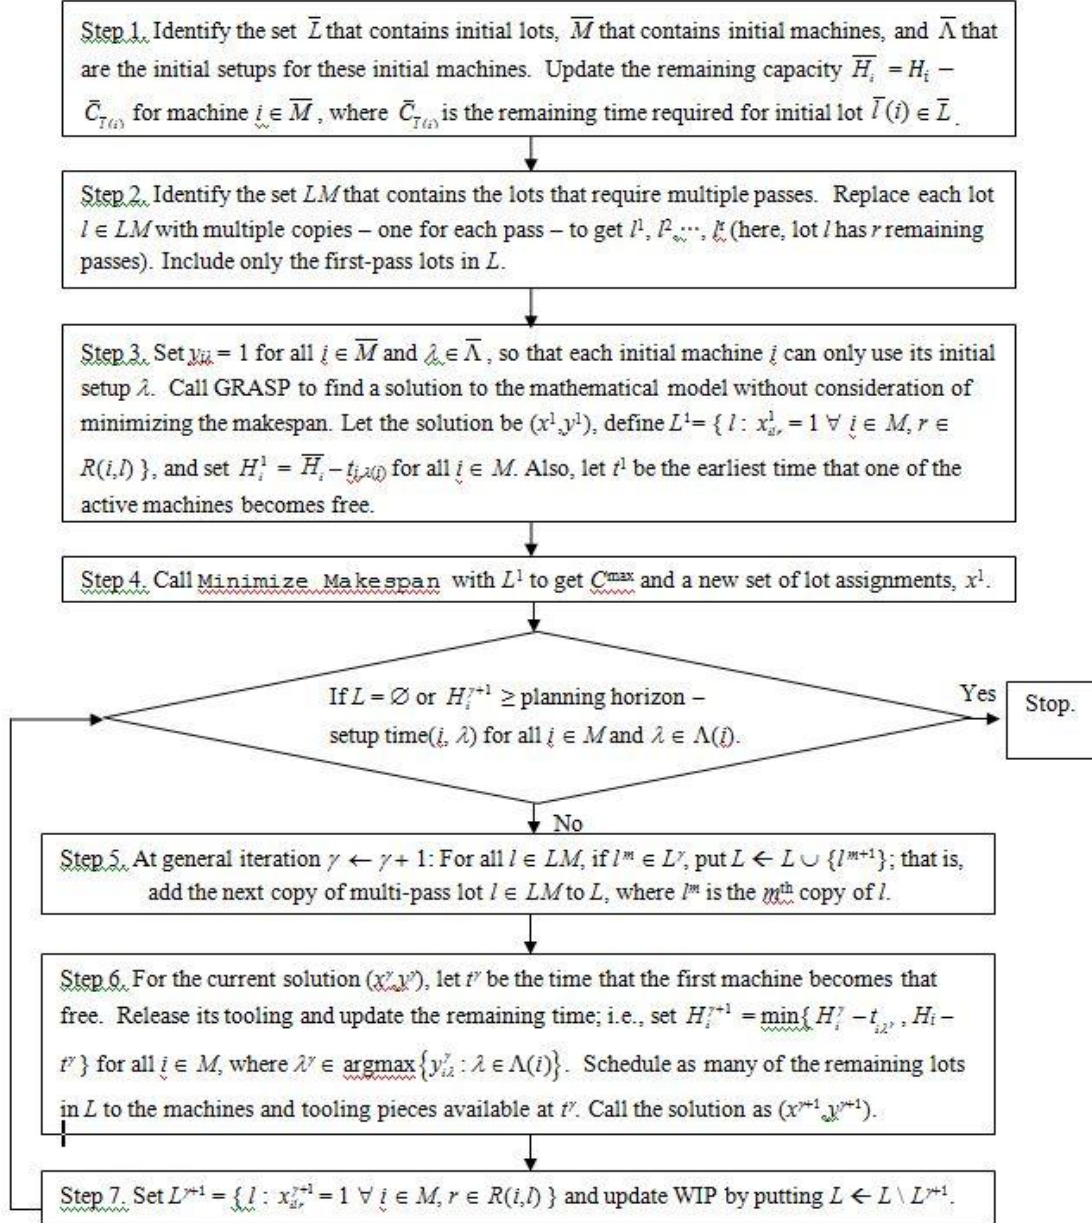 Step 1. Identify the set L̅ that contains initial lots, M̅ that contains initial machines, and Λ̅ that
are the initial setups for these initial machines. Update the remaining capacity H̅ᵢ = Hᵢ –
C̅_{l̅(i)} for machine i ∈ M̅, where C̅_{l̅(i)} is the remaining time required for initial lot l̅(i) ∈ L̅.
Step 2. Identify the set LM that contains the lots that require multiple passes. Replace each lot
l ∈ LM with multiple copies – one for each pass – to get l¹, l²,⋯, lʳ (here, lot l has r remaining
passes). Include only the first-pass lots in L.
Step 3. Set y_{iλ} = 1 for all i ∈ M̅ and λ ∈ Λ̅, so that each initial machine i can only use its initial
setup λ. Call GRASP to find a solution to the mathematical model without consideration of
minimizing the makespan. Let the solution be (x¹,y¹), define L¹= { l : x¹_{ilr} = 1 ∀ i ∈ M, r ∈
R(i,l) }, and set H¹ᵢ = H̅ᵢ – t_{i,λ(i)} for all i ∈ M. Also, let t¹ be the earliest time that one of the
active machines becomes free.
Step 4. Call Minimize Makespan with L¹ to get C^{max} and a new set of lot assignments, x¹.
If L = ∅ or Hᵢ^{γ+1} ≥ planning horizon –
setup time(i, λ) for all i ∈ M and λ ∈ Λ(i).
Yes
Stop.
No
Step 5. At general iteration γ ← γ + 1: For all l ∈ LM, if l^m ∈ L^γ, put L ← L ∪ {l^{m+1}}; that is,
add the next copy of multi-pass lot l ∈ LM to L, where l^m is the m^{th} copy of l.
Step 6. For the current solution (x^γ,y^γ), let t^γ be the time that the first machine becomes that
free. Release its tooling and update the remaining time; i.e., set Hᵢ^{γ+1} = min{ Hᵢ^γ – t_{iλ^γ} , Hᵢ –
t^γ } for all i ∈ M, where λ^γ ∈ argmax{y^γ_{iλ} : λ ∈ Λ(i)}. Schedule as many of the remaining lots
in L to the machines and tooling pieces available at t^γ. Call the solution as (x^{γ+1},y^{γ+1}).
Step 7. Set L^{γ+1} = { l : x^{γ+1}_{ilr} = 1 ∀ i ∈ M, r ∈ R(i,l) } and update WIP by putting L ← L \ L^{γ+1}.